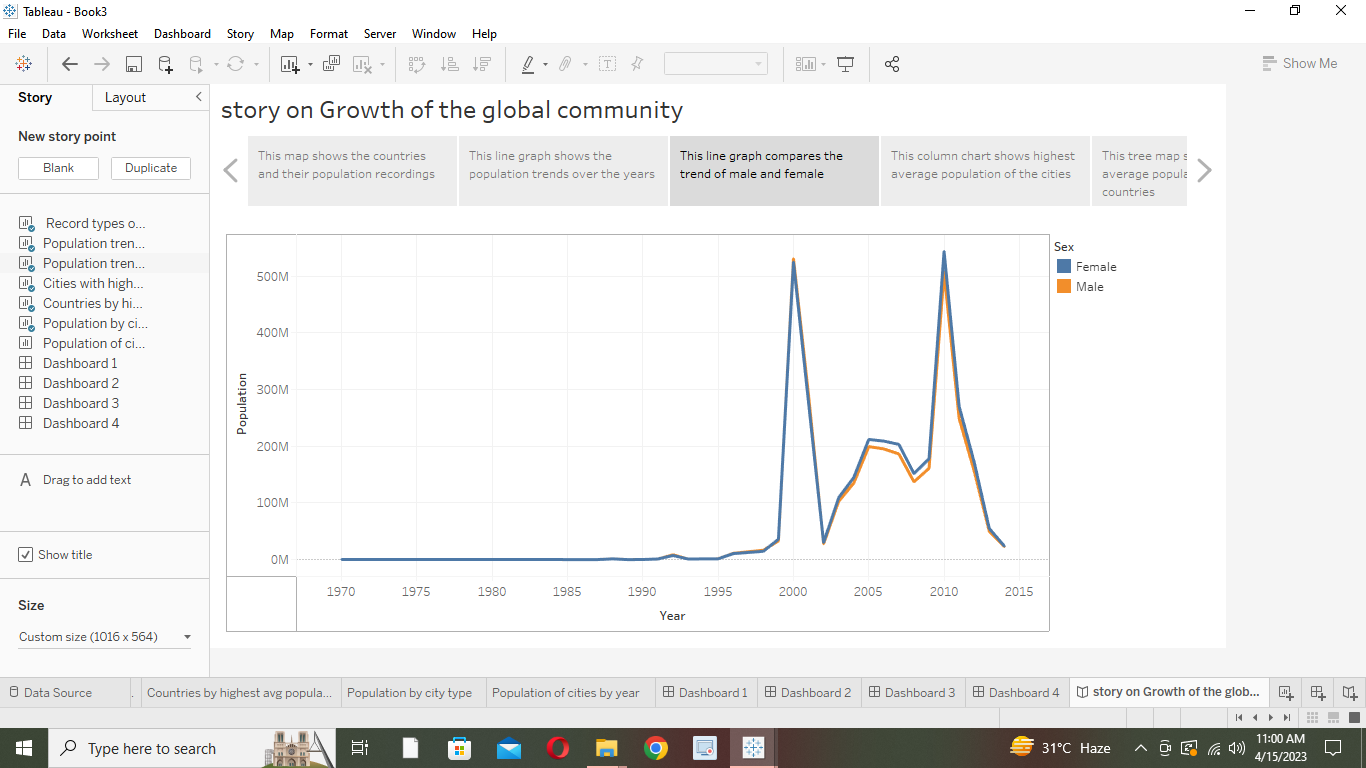 Tableau - Book3
File Data Worksheet Dashboard Story Map Format Server Window Help
Show Me
Story Layout
New story point
Blank Duplicate
Record types o...
Population tren...
Population tren...
Cities with high...
Countries by hi...
Population by ci...
Population of ci...
Dashboard 1
Dashboard 2
Dashboard 3
Dashboard 4
A Drag to add text
Show title
Size
Custom size (1016 x 564)
story on Growth of the global community
This map shows the countries
and their population recordings
This line graph shows the
population trends over the years
This line graph compares the
trend of male and female
This column chart shows highest
average population of the cities
This tree map s
average popula
countries
Population
500M
400M
300M
200M
100M
0M
1970 1975 1980 1985 1990 1995 2000 2005 2010 2015
Year
Sex
Female
Male
Data Source . Countries by highest avg popula... Population by city type Population of cities by year Dashboard 1 Dashboard 2 Dashboard 3 Dashboard 4 story on Growth of the glob...
Type here to search
31°C Haze
11:00 AM
4/15/2023